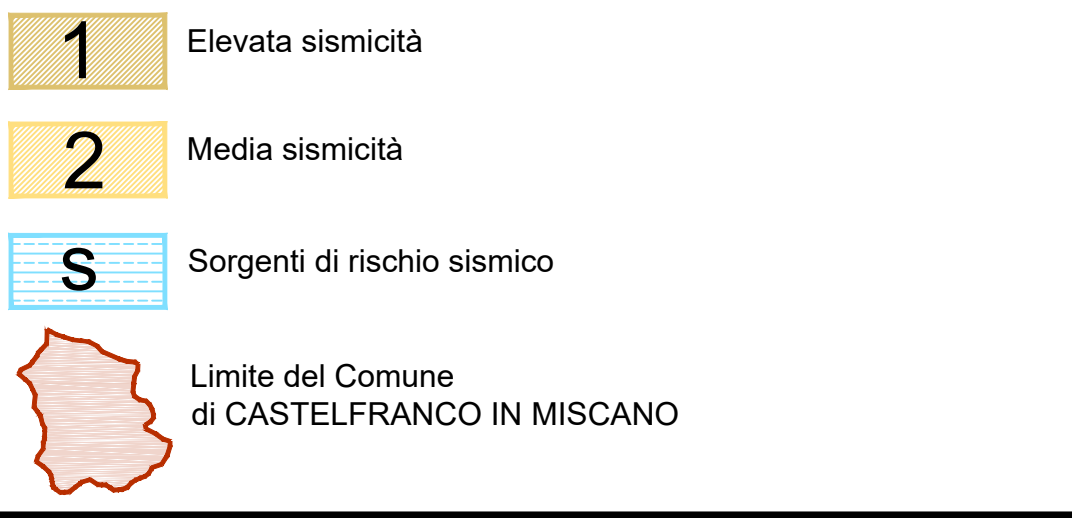 1 Elevata sismicità
2 Media sismicità
s Sorgenti di rischio sismico
Limite del Comune
di CASTELFRANCO IN MISCANO